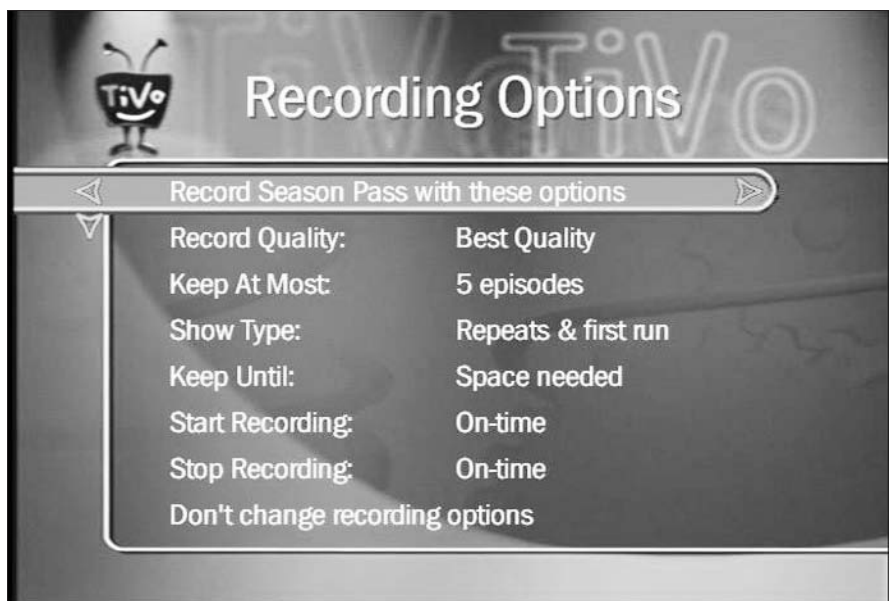 TiVo TiVo
TiVo
Recording Options
Record Season Pass with these options
Record Quality: Best Quality
Keep At Most: 5 episodes
Show Type: Repeats & first run
Keep Until: Space needed
Start Recording: On-time
Stop Recording: On-time
Don't change recording options